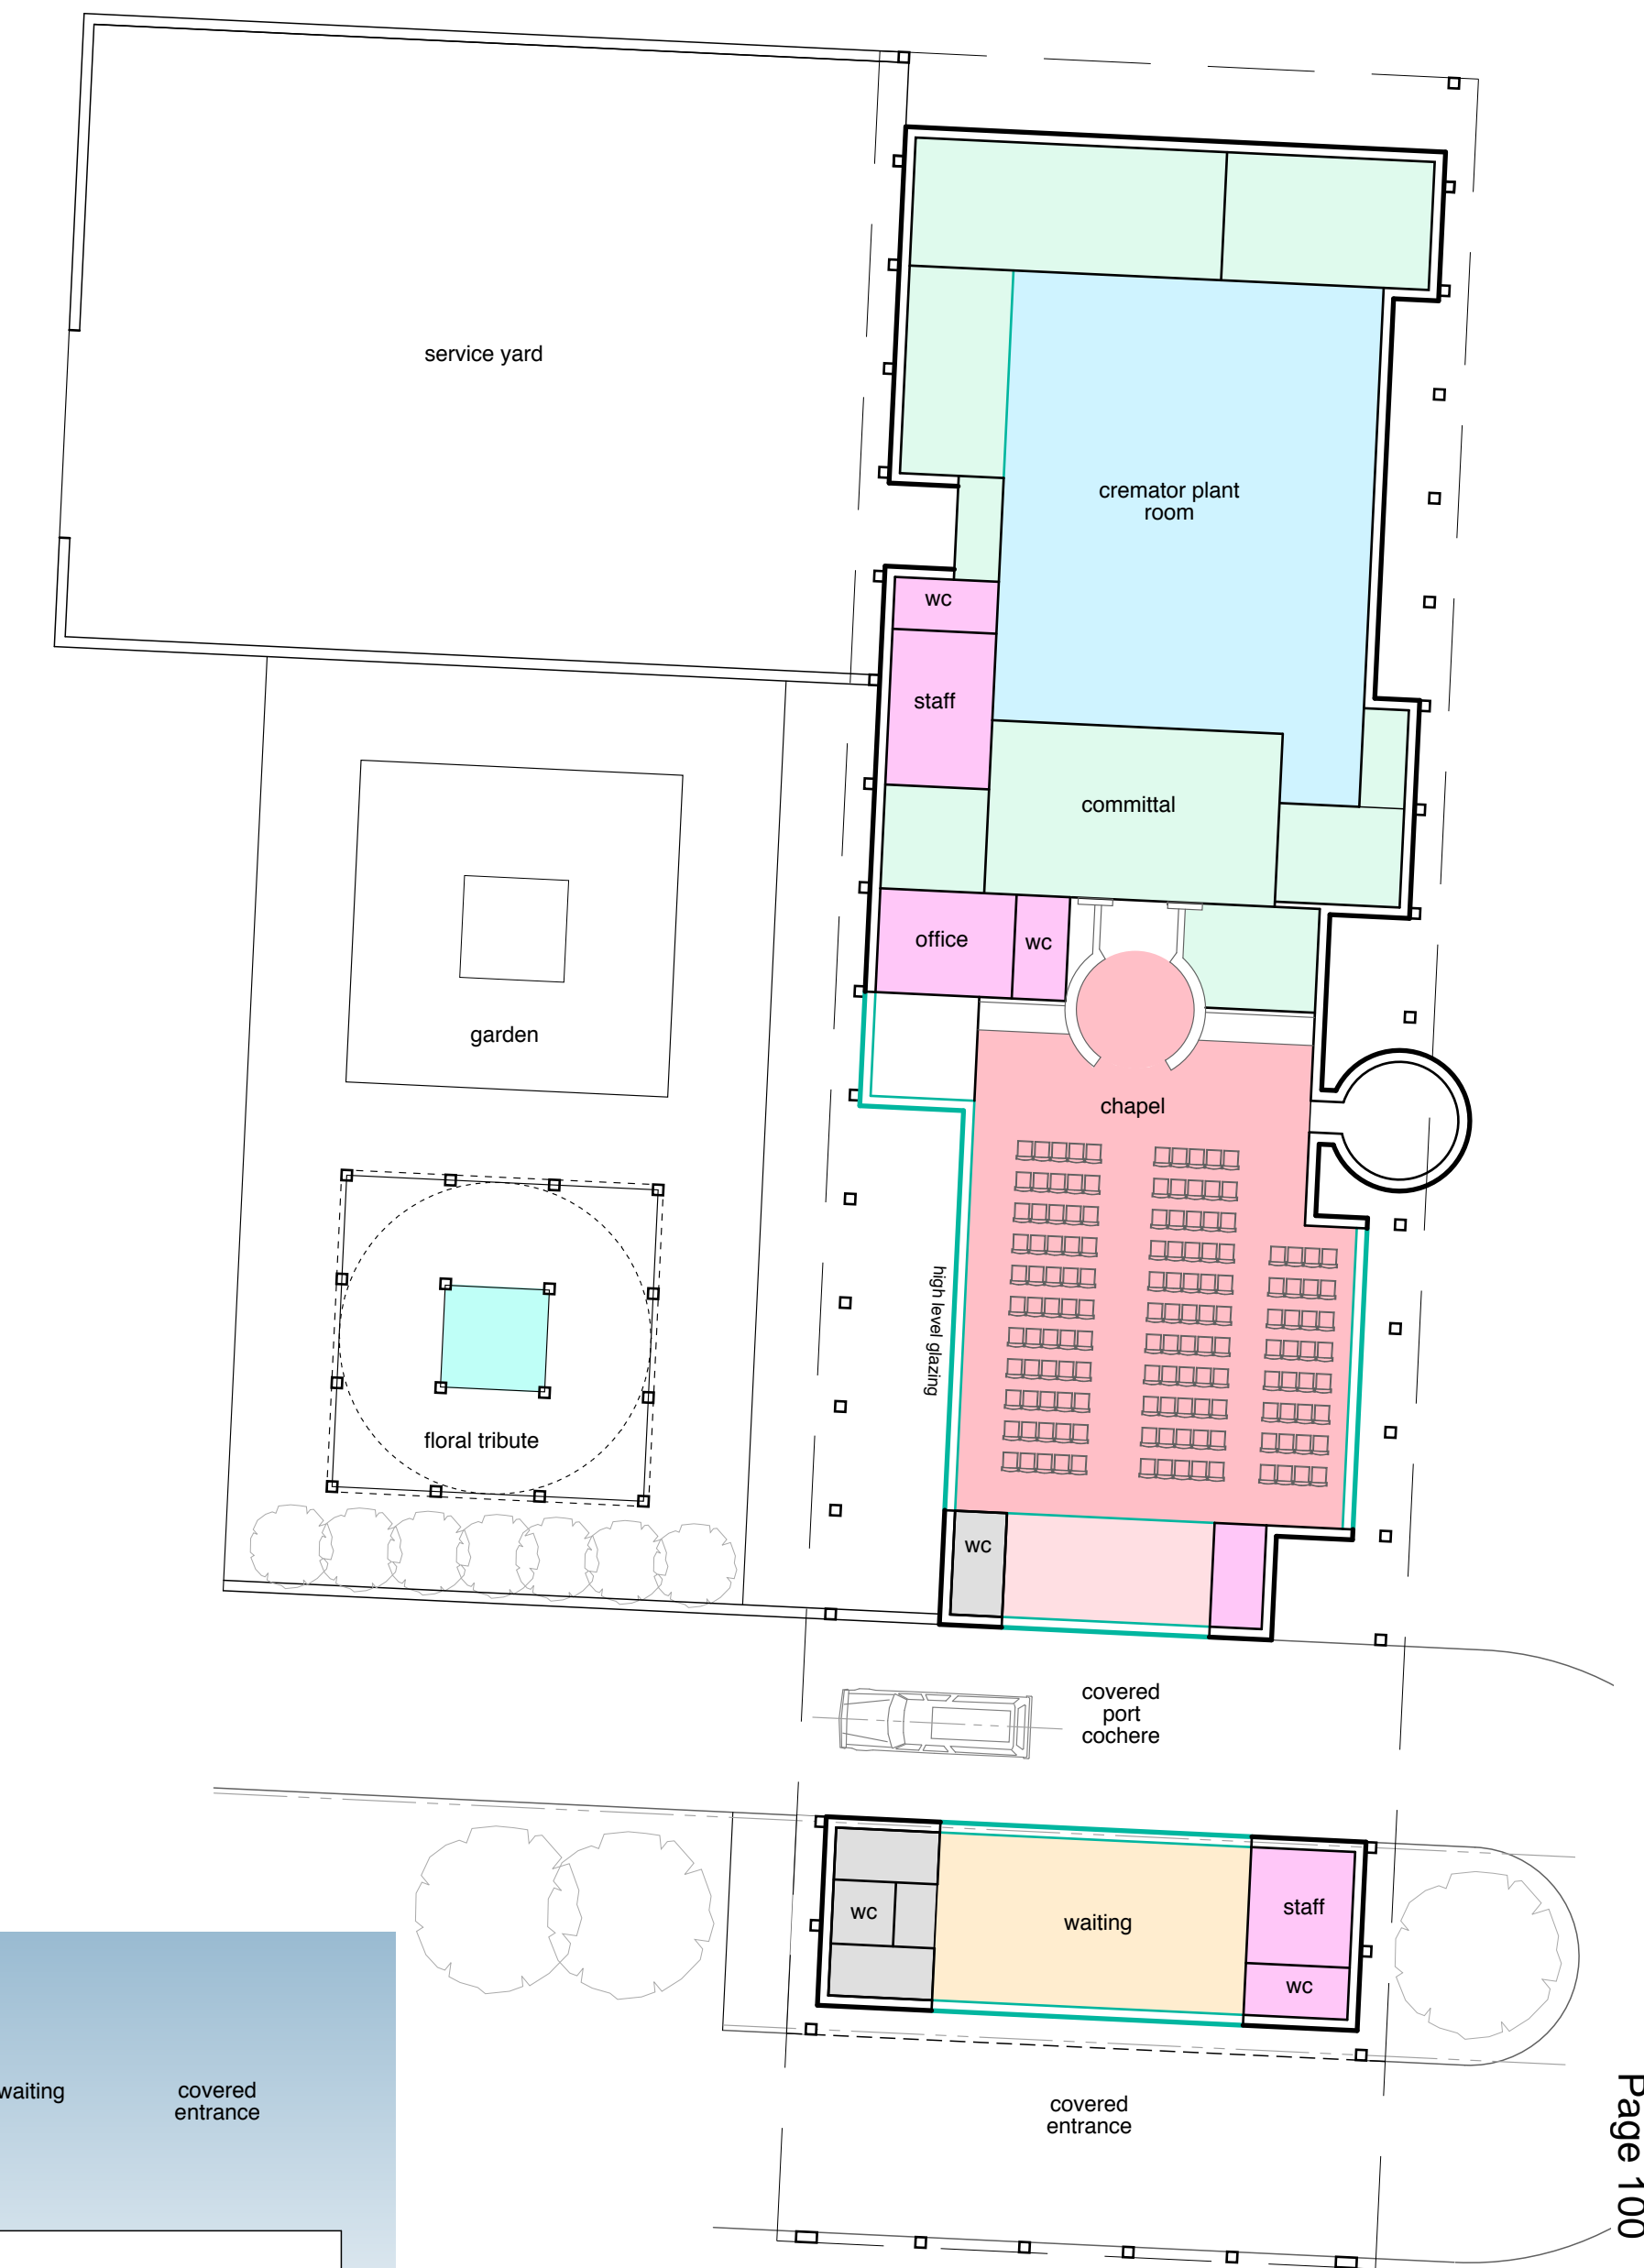 service yard
cremator plant
room
wc
staff
committal
office
wc
garden
chapel
high level glazing
floral tribute
wc
covered
port
cochere
wc
waiting
staff
wc
waiting
covered
entrance
covered
entrance
Page 100